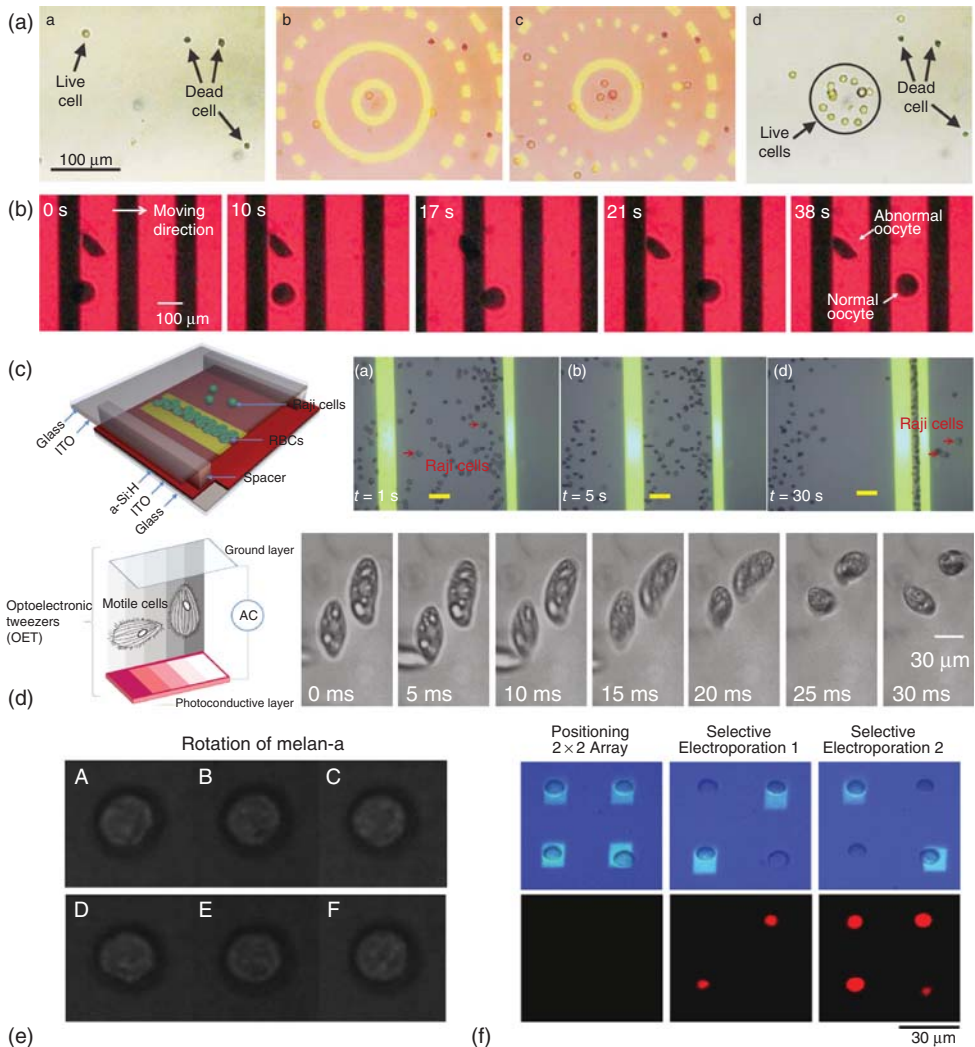 (a)
a
Live
cell
Dead
cell
100 μm
b
c
d
Dead
cell
Live
cells
(b)
0 s
Moving
direction
100 μm
10 s
17 s
21 s
38 s
Abnormal
oocyte
Normal
oocyte
(c)
Glass
ITO
a-Si:H
ITO
Glass
Raji cells
RBCs
Spacer
(a)
Raji cells
t = 1 s
(b)
t = 5 s
(d)
Raji cells
t = 30 s
Ground layer
Optoelectronic
tweezers
(OET)
Motile cells
AC
Photoconductive layer
(d)
0 ms
5 ms
10 ms
15 ms
20 ms
25 ms
30 μm
30 ms
Rotation of melan-a
A
B
C
D
E
F
(e)
Positioning
2 × 2 Array
Selective
Electroporation 1
Selective
Electroporation 2
(f)
30 μm